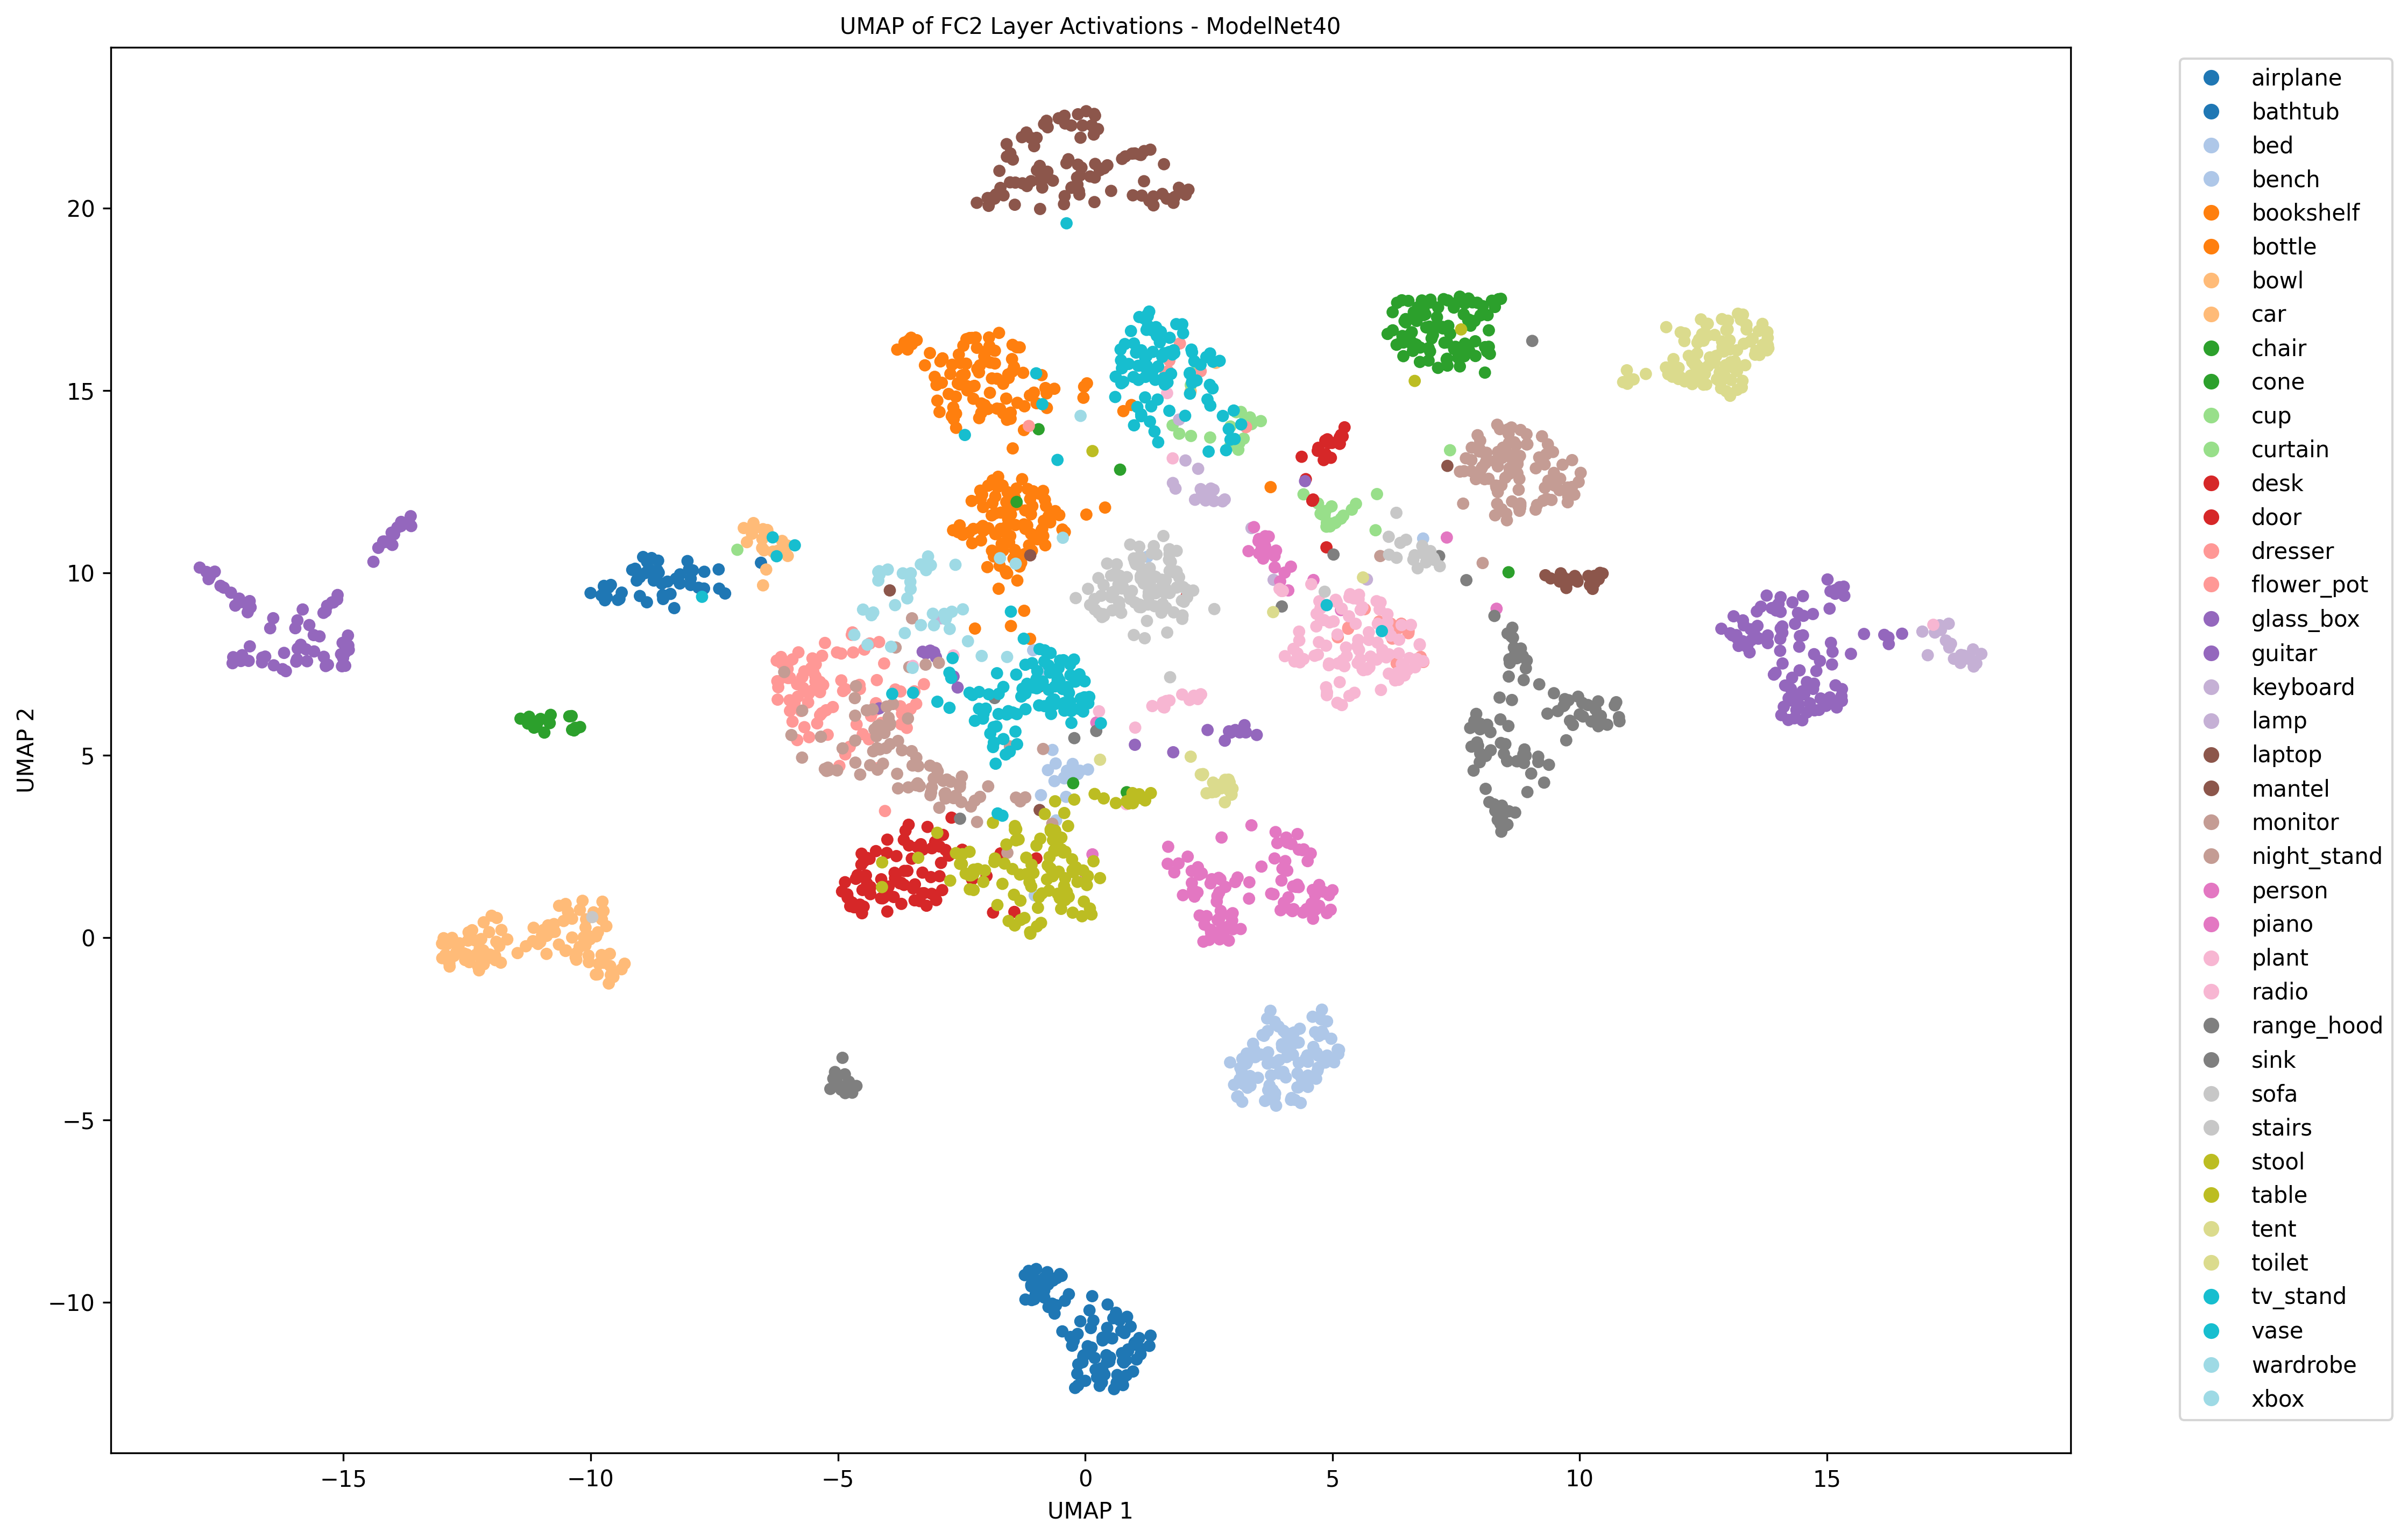 UMAP of FC2 Layer Activations - ModelNet40
20
15
10
5
0
−5
−10
UMAP 2
−15
−10
−5
0
5
10
15
UMAP 1
airplane
bathtub
bed
bench
bookshelf
bottle
bowl
car
chair
cone
cup
curtain
desk
door
dresser
flower_pot
glass_box
guitar
keyboard
lamp
laptop
mantel
monitor
night_stand
person
piano
plant
radio
range_hood
sink
sofa
stairs
stool
table
tent
toilet
tv_stand
vase
wardrobe
xbox